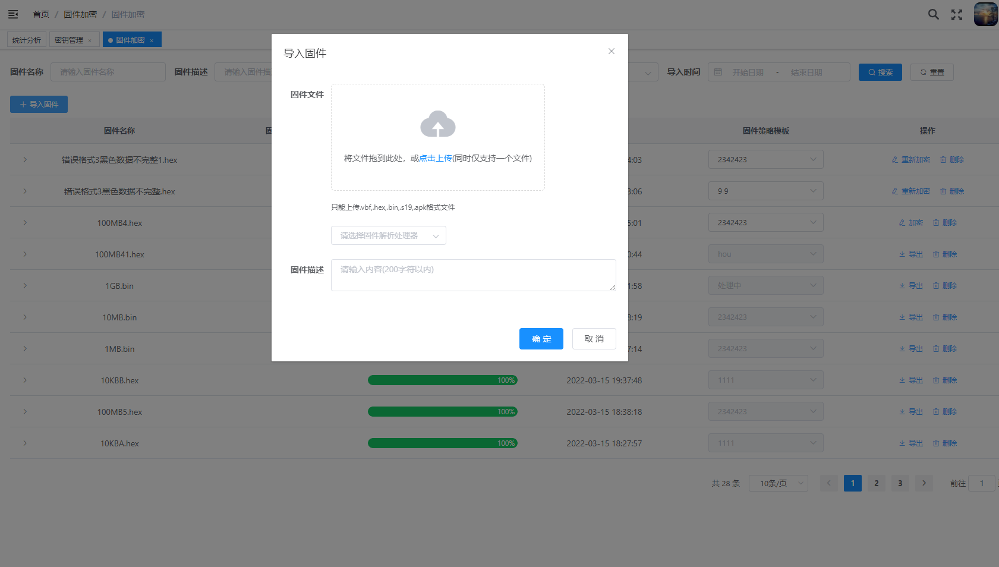 首页 / 固件加密 / 固件加密
统计分析 密钥管理 × 固件加密 ×
固件名称 请输入固件名称 固件描述 请输入固件描 导入时间 开始日期 - 结束日期 搜索 重置
+ 导入固件
固件名称 固件策略模板 操作
错误格式3黑色数据不完整1.hex 4:03 2342423 重新加密 删除
错误格式3黑色数据不完整.hex 3:06 9 9 重新加密 删除
100MB4.hex 5:01 2342423 加密 删除
100MB41.hex 0:44 hou 导出 删除
1GB.bin 1:58 处理中 导出 删除
10MB.bin 3:19 2342423 导出 删除
1MB.bin 7:14 2342423 导出 删除
10KBB.hex 100% 2022-03-15 19:37:48 1111 导出 删除
100MB5.hex 100% 2022-03-15 18:38:18 2342423 导出 删除
10KBA.hex 100% 2022-03-15 18:27:57 1111 导出 删除
共 28 条 10条/页 < 1 2 3 > 前往 1
导入固件
固件文件
将文件拖到此处，或点击上传(同时仅支持一个文件)
只能上传.vbf,.hex,.bin,.s19,.apk格式文件
请选择固件解析处理器
固件描述 请输入内容(200字符以内)
确 定 取 消